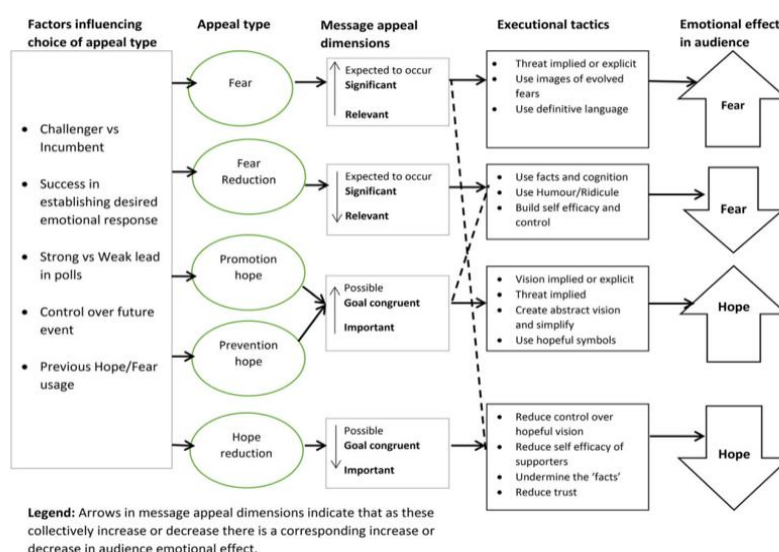 Factors influencing
choice of appeal type
Appeal type
Message appeal
dimensions
Executional tactics
Emotional effect
in audience
• Challenger vs
Incumbent
• Success in
establishing desired
emotional response
• Strong vs Weak lead
in polls
• Control over future
event
• Previous Hope/Fear
usage
Fear
Expected to occur
Significant
Relevant
• Threat implied or explicit
• Use images of evolved
fears
• Use definitive language
Fear
Fear
Reduction
Expected to occur
Significant
Relevant
• Use facts and cognition
• Use Humour/Ridicule
• Build self efficacy and
control
Fear
Promotion
hope
Prevention
hope
Possible
Goal congruent
Important
• Vision implied or explicit
• Threat implied
• Create abstract vision
and simplify
• Use hopeful symbols
Hope
Hope
reduction
Possible
Goal congruent
Important
• Reduce control over
hopeful vision
• Reduce self efficacy of
supporters
• Undermine the 'facts'
• Reduce trust
Hope
Legend: Arrows in message appeal dimensions indicate that as these
collectively increase or decrease there is a corresponding increase or
decrease in audience emotional effect.